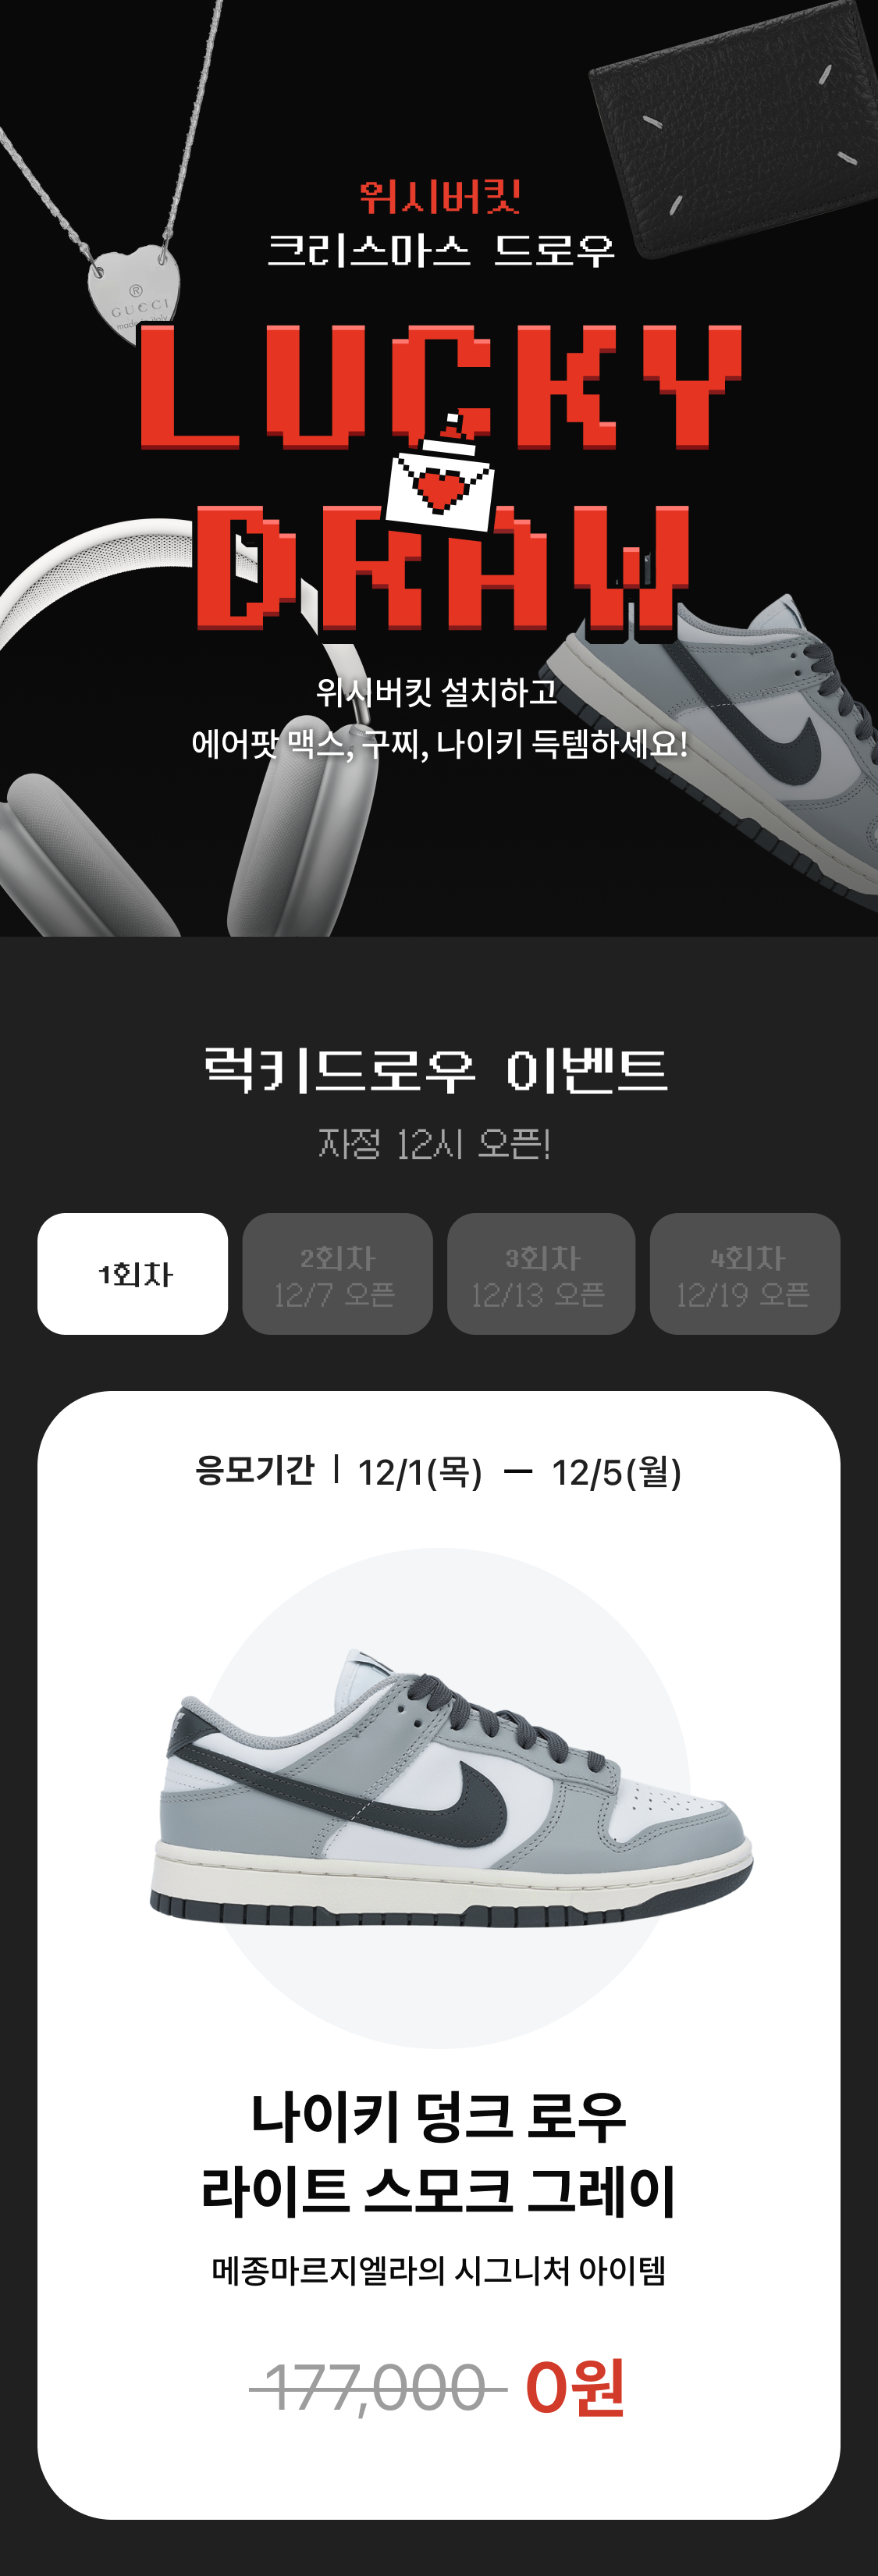 위시버킷
크리스마스 드로우
®
GUCCI
made in italy
LUCKY
DRAW
위시버킷 설치하고
에어팟 맥스, 구찌, 나이키 득템하세요!
럭키드로우 이벤트
자정 12시 오픈!
1회차
2회차
12/7 오픈
3회차
12/13 오픈
4회차
12/19 오픈
응모기간 | 12/1(목) — 12/5(월)
나이키 덩크 로우
라이트 스모크 그레이
메종마르지엘라의 시그니처 아이템
177,000 0원